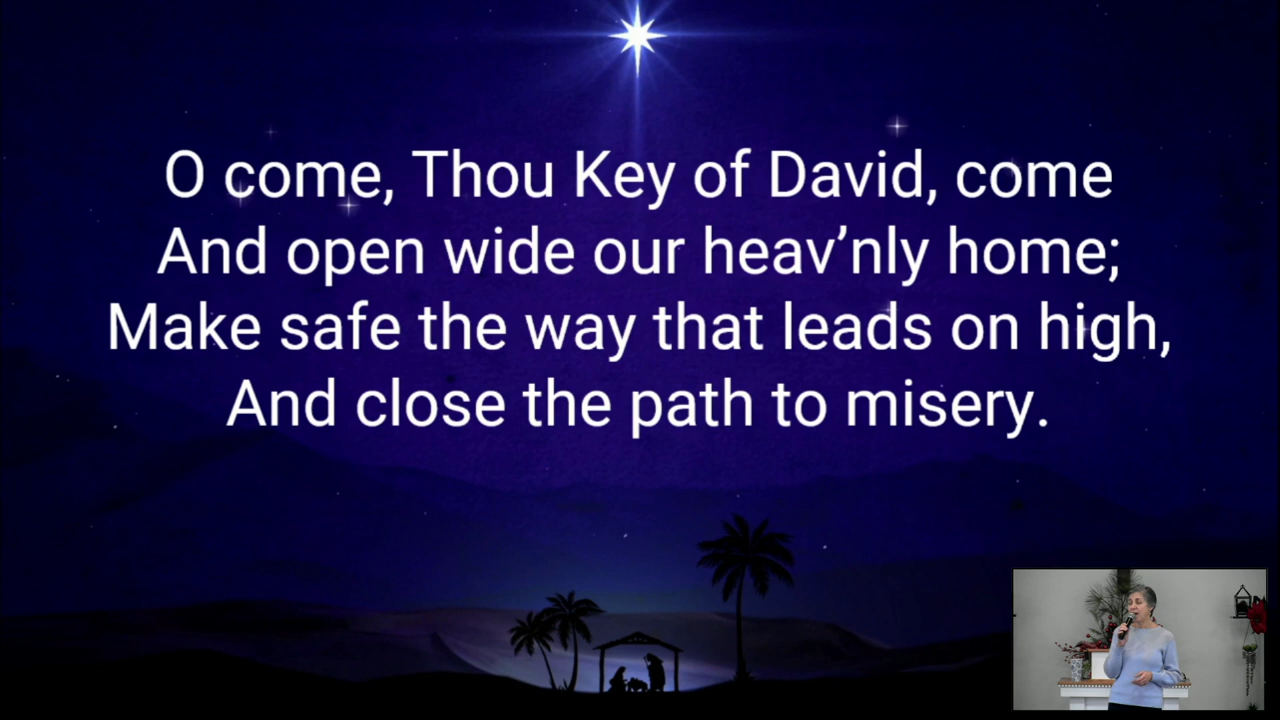 O come, Thou Key of David, come
And open wide our heav’nly home;
Make safe the way that leads on high,
And close the path to misery.